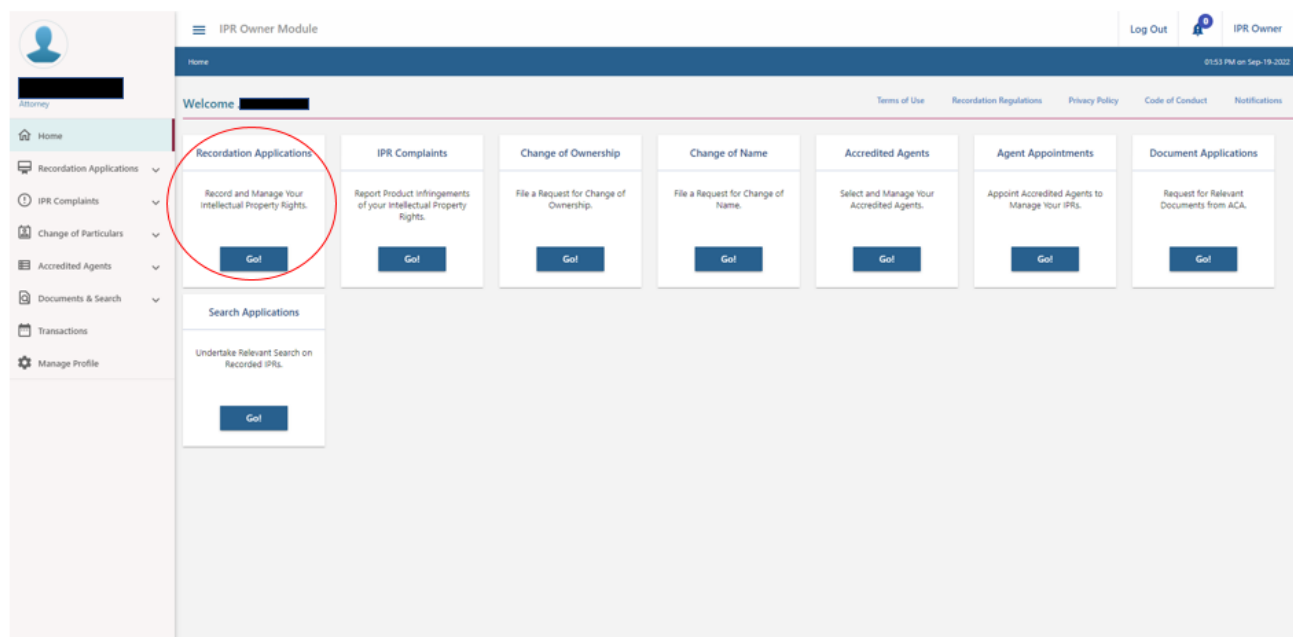 IPR Owner Module
Log Out
0
IPR Owner
Home
01:53 PM on Sep-19-2022
Attorney
Welcome ,
Terms of Use
Recordation Regulations
Privacy Policy
Code of Conduct
Notifications
Home
Recordation Applications
IPR Complaints
Change of Particulars
Accredited Agents
Documents & Search
Transactions
Manage Profile
Recordation Applications
Record and Manage Your
Intellectual Property Rights.
Go!
IPR Complaints
Report Product Infringements
of your Intellectual Property
Rights.
Go!
Change of Ownership
File a Request for Change of
Ownership.
Go!
Change of Name
File a Request for Change of
Name.
Go!
Accredited Agents
Select and Manage Your
Accredited Agents.
Go!
Agent Appointments
Appoint Accredited Agents to
Manage Your IPRs.
Go!
Document Applications
Request for Relevant
Documents from ACA.
Go!
Search Applications
Undertake Relevant Search on
Recorded IPRs.
Go!